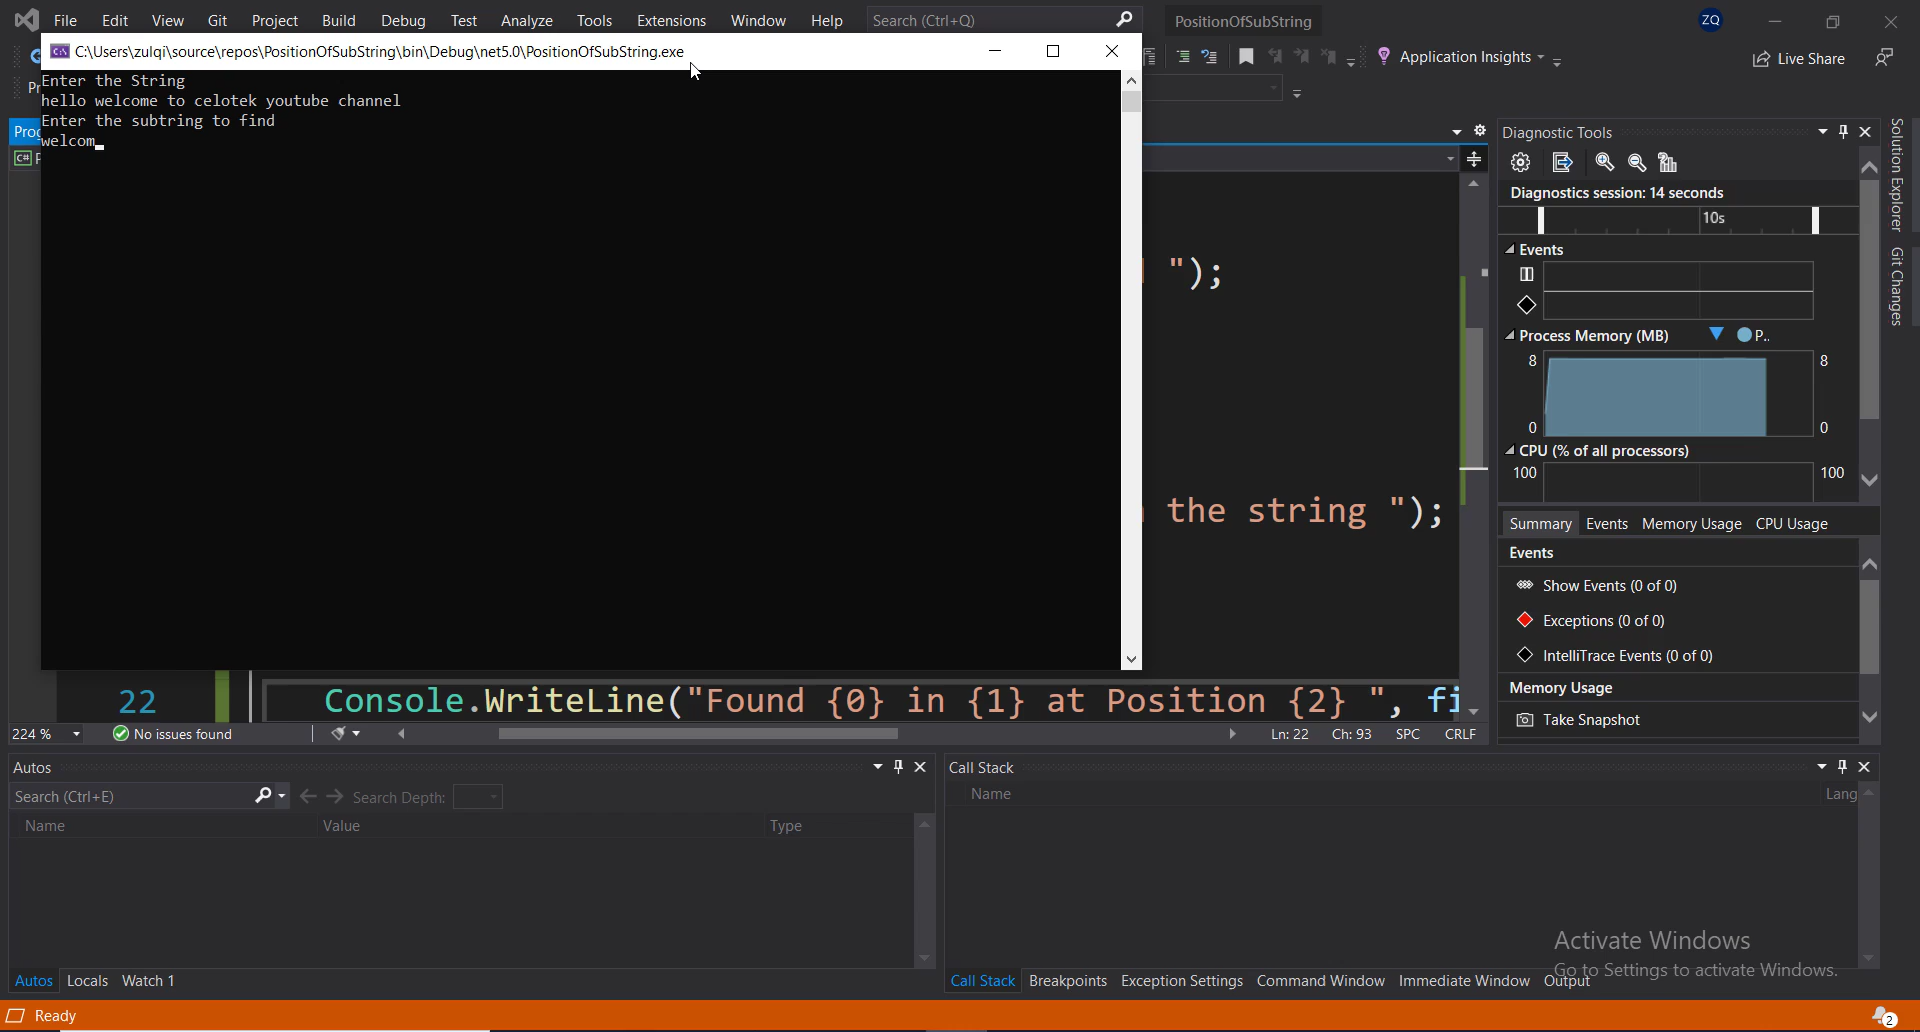 File Edit View Git Project Build Debug Test Analyze Tools Extensions Window Help Search (Ctrl+Q) PositionOfSubString ZQ
C:\Users\zulqi\source\repos\PositionOfSubString\bin\Debug\net5.0\PositionOfSubString.exe
Application Insights Live Share
Enter the String
hello welcome to celotek youtube channel
Enter the subtring to find
welcom
");
the string ");
22 Console.WriteLine("Found {0} in {1} at Position {2} ", fi
224 % No issues found Ln: 22 Ch: 93 SPC CRLF
Diagnostic Tools
Diagnostics session: 14 seconds
10s
Events
Process Memory (MB) P..
8 8
0 0
CPU (% of all processors)
100 100
Summary Events Memory Usage CPU Usage
Events
Show Events (0 of 0)
Exceptions (0 of 0)
IntelliTrace Events (0 of 0)
Memory Usage
Take Snapshot
Solution Explorer
Git Changes
Autos
Search (Ctrl+E) Search Depth:
Name Value Type
Autos Locals Watch 1
Call Stack
Name Lang
Call Stack Breakpoints Exception Settings Command Window Immediate Window Output
Activate Windows
Go to Settings to activate Windows.
Ready 2